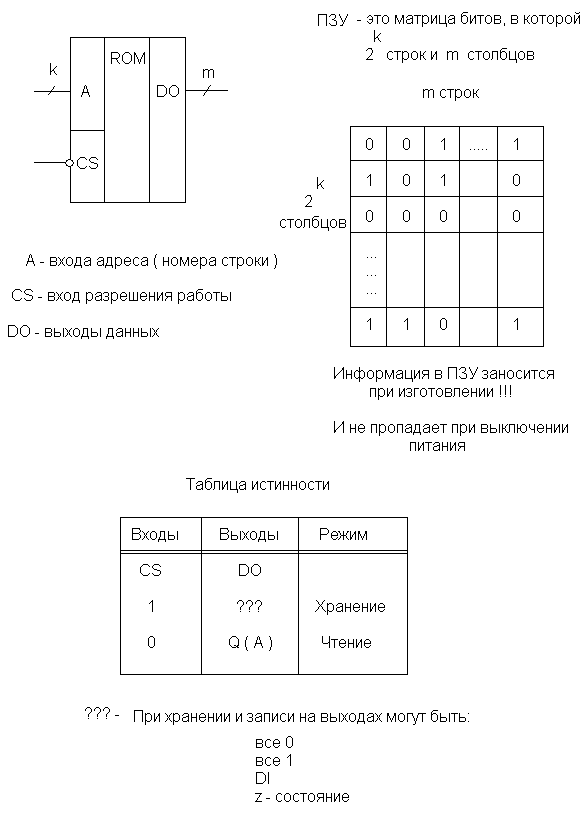 ПЗУ - это матрица битов, в которой
k
2 строк и m столбцов
k
ROM
m
A
DO
CS
m строк
0 0 1 ..... 1
1 0 1 0
0 0 0 0
...
...
...
1 1 0 1
k
2
столбцов
A - входа адреса ( номера строки )
CS - вход разрешения работы
DO - выходы данных
Информация в ПЗУ заносится
при изготовлении !!!
И не пропадает при выключении
питания
Таблица истинности
Входы Выходы Режим
CS DO
1 ??? Хранение
0 Q ( A ) Чтение
??? - При хранении и записи на выходах могут быть:
все 0
все 1
DI
z - состояние